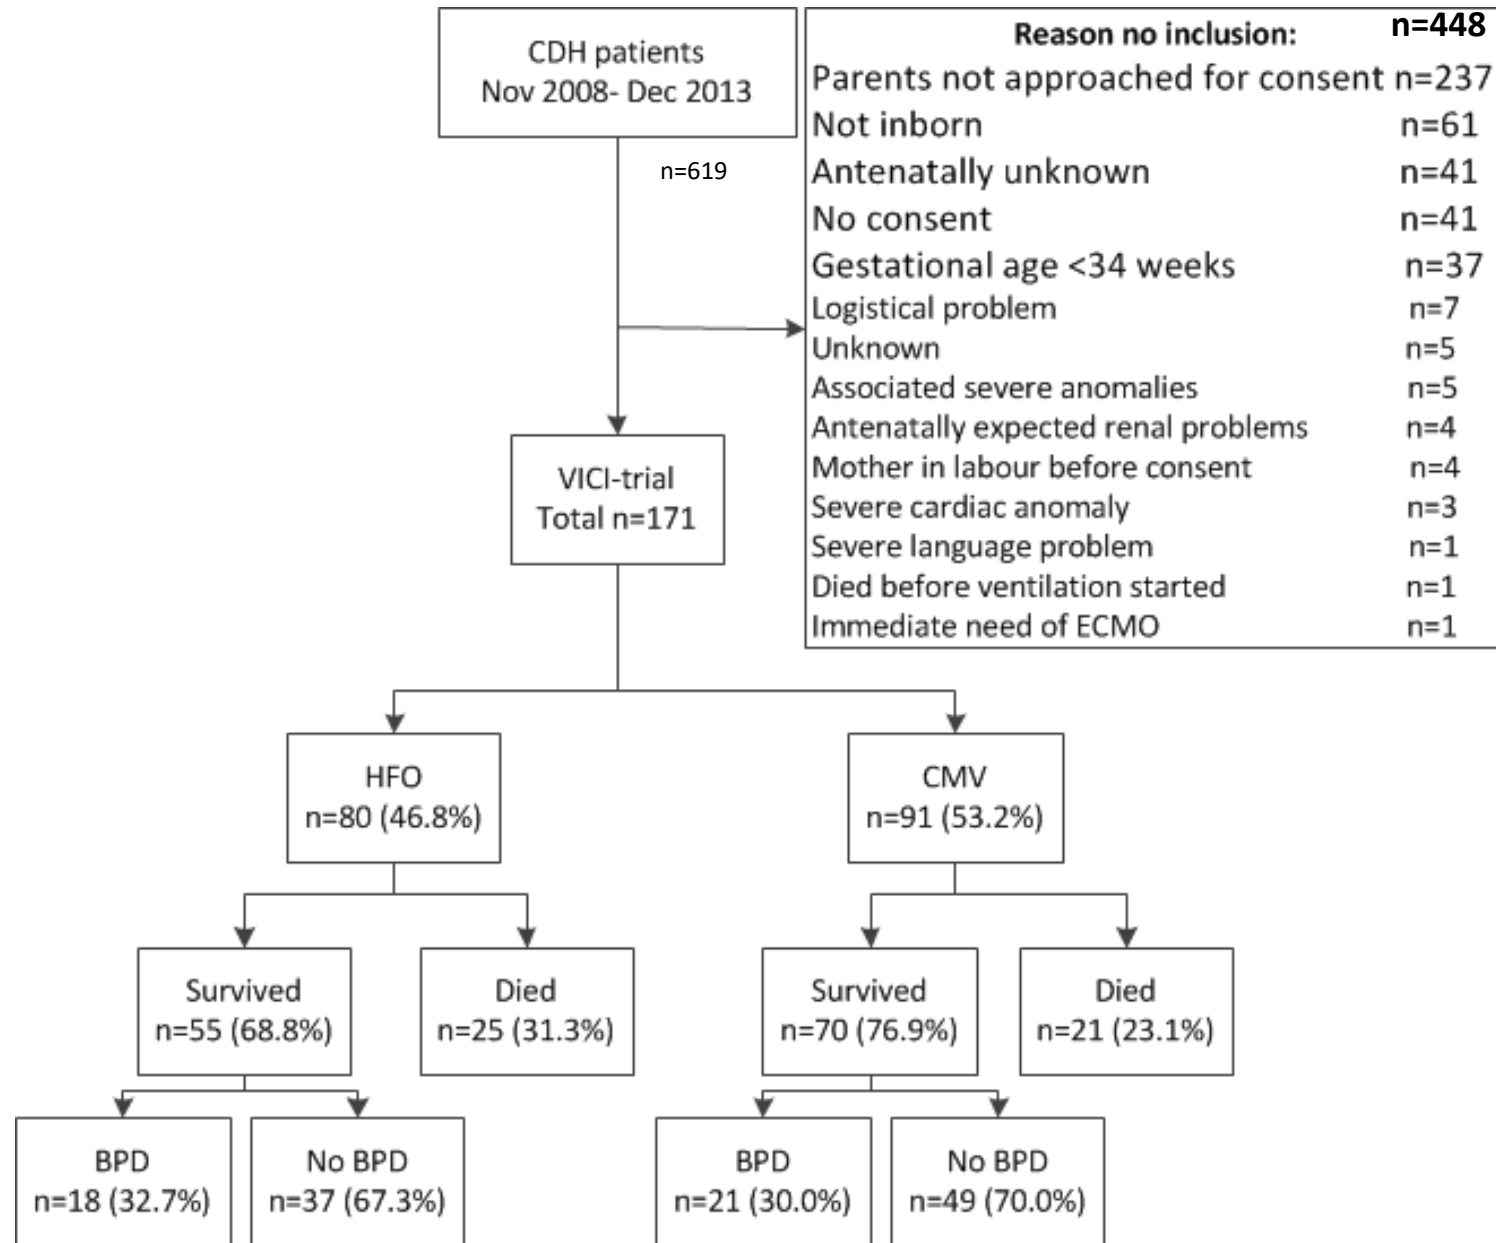 CDH patients
Nov 2008- Dec 2013
n=619
Reason no inclusion: n=448
Parents not approached for consent n=237
Not inborn n=61
Antenatally unknown n=41
No consent n=41
Gestational age <34 weeks n=37
Logistical problem n=7
Unknown n=5
Associated severe anomalies n=5
Antenatally expected renal problems n=4
Mother in labour before consent n=4
Severe cardiac anomaly n=3
Severe language problem n=1
Died before ventilation started n=1
Immediate need of ECMO n=1
VICI-trial
Total n=171
HFO
n=80 (46.8%)
CMV
n=91 (53.2%)
Survived
n=55 (68.8%)
Died
n=25 (31.3%)
Survived
n=70 (76.9%)
Died
n=21 (23.1%)
BPD
n=18 (32.7%)
No BPD
n=37 (67.3%)
BPD
n=21 (30.0%)
No BPD
n=49 (70.0%)